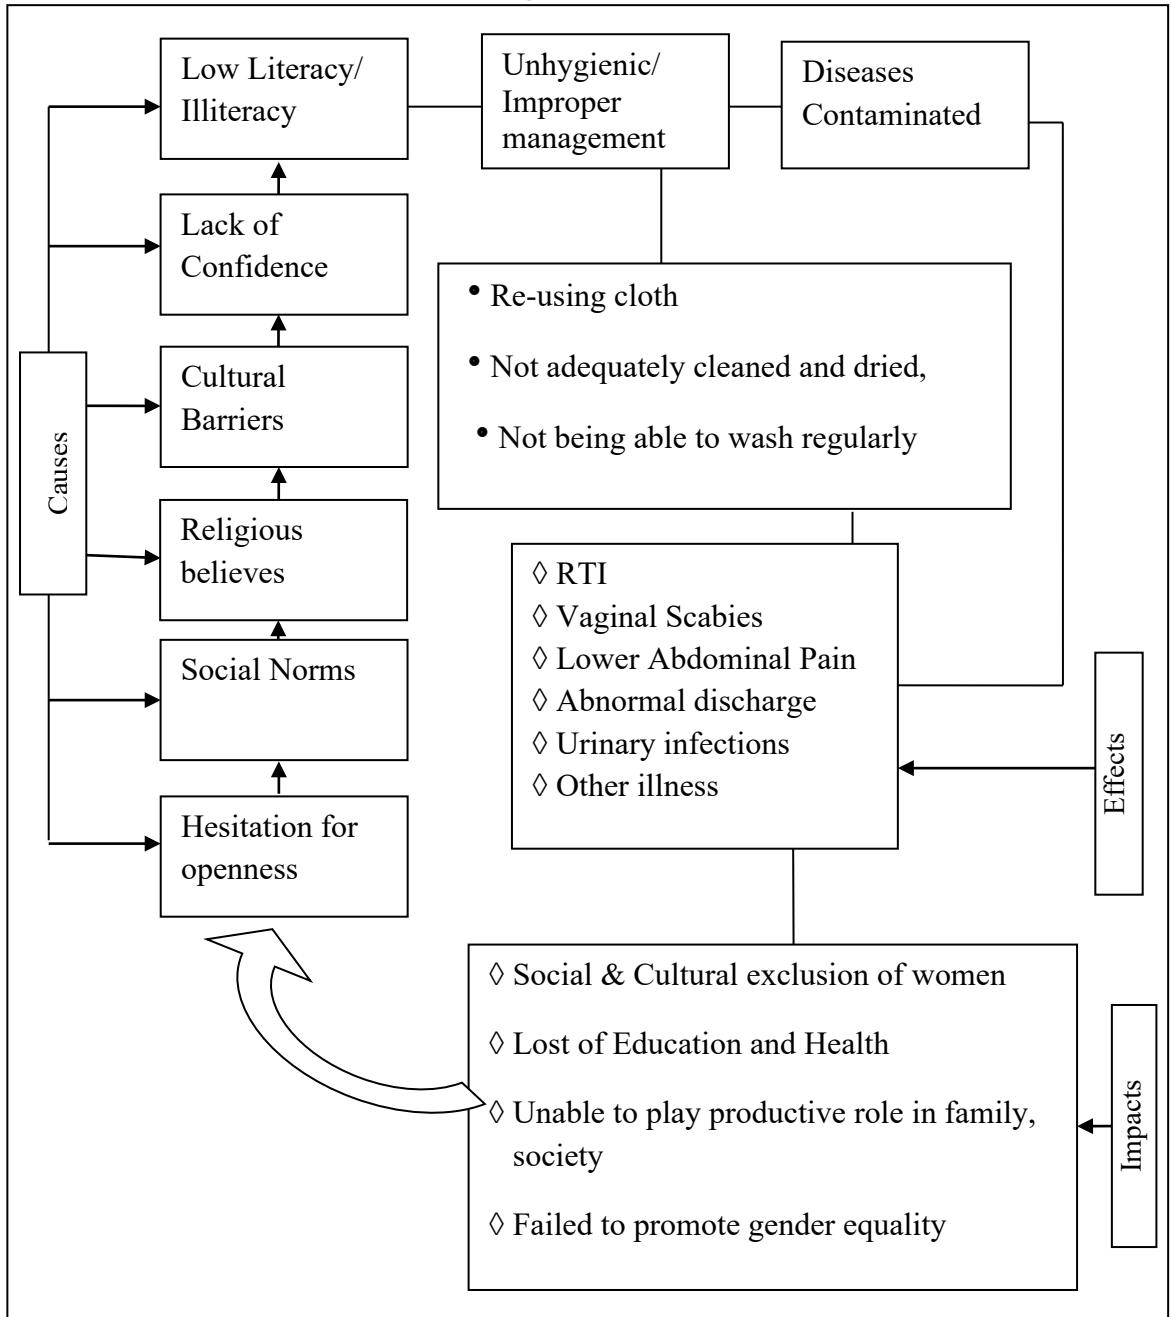 Low Literacy/
Illiteracy
Unhygienic/
Improper
management
Diseases
Contaminated
Lack of
Confidence
• Re-using cloth
• Not adequately cleaned and dried,
• Not being able to wash regularly
Cultural
Barriers
Causes
Religious
believes
◊ RTI
◊ Vaginal Scabies
◊ Lower Abdominal Pain
◊ Abnormal discharge
◊ Urinary infections
◊ Other illness
Social Norms
Effects
Hesitation for
openness
◊ Social & Cultural exclusion of women
◊ Lost of Education and Health
◊ Unable to play productive role in family,
society
◊ Failed to promote gender equality
Impacts